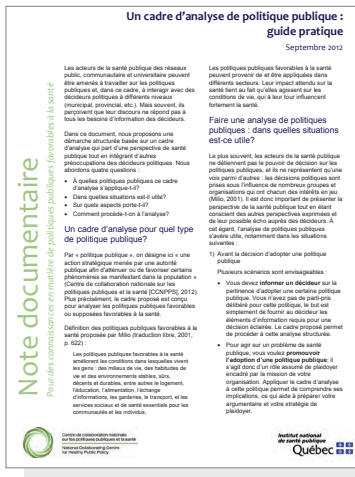 Un cadre d'analyse de politique publique :
guide pratique
Septembre 2012
Note documentaire
Pour des connaissances en matière de politiques publiques favorables à la santé
Les acteurs de la santé publique des réseaux
public, communautaire et universitaire peuvent
être amenés à travailler sur les politiques
publiques et, dans ce cadre, à interagir avec des
décideurs politiques à différents niveaux
(municipal, provincial, etc.). Mais souvent, ils
perçoivent que leur discours ne répond pas à
tous les besoins d'information des décideurs.
Dans ce document, nous proposons une
démarche structurée basée sur un cadre
d'analyse qui part d'une perspective de santé
publique tout en intégrant d'autres
préoccupations des décideurs politiques. Nous
abordons quatre questions :
• À quelles politiques publiques ce cadre
d'analyse s'applique-t-il?
• Dans quelles situations est-il utile?
• Sur quels aspects porte-t-il?
• Comment procède-t-on à l'analyse?
Un cadre d'analyse pour quel type
de politique publique?
Par « politique publique », on désigne ici « une
action stratégique menée par une autorité
publique afin d'atténuer ou de favoriser certains
phénomènes se manifestant dans la population »
(Centre de collaboration nationale sur les
politiques publiques et la santé [CCNPPS], 2012).
Plus précisément, le cadre proposé est conçu
pour analyser les politiques publiques favorables
ou supposées favorables à la santé.
Définition des politiques publiques favorables à la
santé proposée par Milio (traduction libre, 2001,
p. 622) :
Les politiques publiques favorables à la santé
améliorent les conditions dans lesquelles vivent
les gens : des milieux de vie, des habitudes de
vie et des environnements stables, sûrs,
décents et durables, entre autres le logement,
l'éducation, l'alimentation, l'échange
d'informations, les garderies, le transport, et les
services sociaux et de santé essentiels pour les
communautés et les individus.
Les politiques publiques favorables à la santé
peuvent provenir de et être appliquées dans
différents secteurs. Leur impact attendu sur la
santé tient au fait qu'elles agissent sur les
conditions de vie, qui à leur tour influencent
fortement la santé.
Faire une analyse de politiques
publiques : dans quelles situations
est-ce utile?
Le plus souvent, les acteurs de la santé publique
ne détiennent pas le pouvoir de décision sur les
politiques publiques, et ils ne représentent qu'une
voix parmi d'autres : les décisions politiques sont
prises sous l'influence de nombreux groupes et
organisations qui ont chacun des intérêts en jeu
(Milio, 2001). Il est donc important de présenter la
perspective de la santé publique tout en étant
conscient des autres perspectives exprimées et
de leur possible écho auprès des décideurs. À
cet égard, l'analyse de politiques publiques
s'avère utile, notamment dans les situations
suivantes :
1) Avant la décision d'adopter une politique
publique
Plusieurs scénarios sont envisageables :
• Vous devez informer un décideur sur la
pertinence d'adopter une certaine politique
publique. Vous n'avez pas de parti-pris
délibéré pour cette politique, le but est
simplement de fournir au décideur les
éléments d'information requis pour une
décision éclairée. Le cadre proposé permet
de procéder à cette analyse structurée.
• Pour agir sur un problème de santé
publique, vous voulez promouvoir
l'adoption d'une politique publique; il
s'agit donc d'un rôle assumé de plaidoyer
encadré par la mission de votre
organisation. Appliquer le cadre d'analyse
à cette politique permet de comprendre ses
implications, ce qui aide à préparer votre
argumentaire et votre stratégie de
plaidoyer.
Centre de collaboration nationale
sur les politiques publiques et la santé
National Collaborating Centre
for Healthy Public Policy
Institut national
de santé publique
Québec